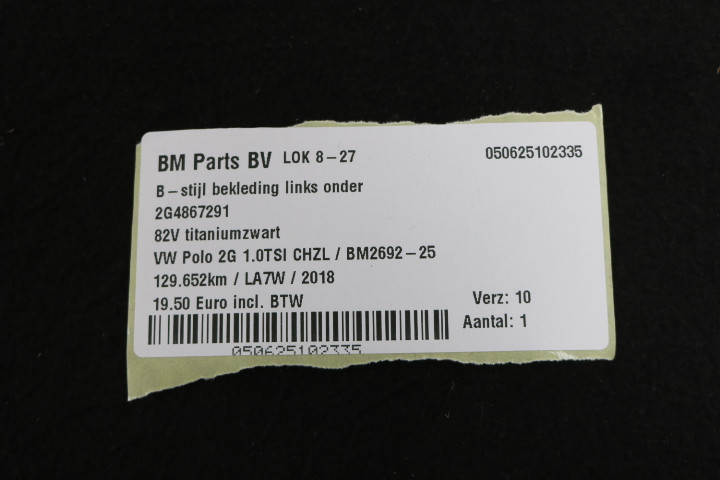 BM Parts BV LOK 8-27 050625102335
B-stijl bekleding links onder
2G4867291
82V titaniumzwart
VW Polo 2G 1.0TSI CHZL / BM2692-25
129.652km / LA7W / 2018
19.50 Euro incl. BTW Verz: 10
Aantal: 1
050625102335